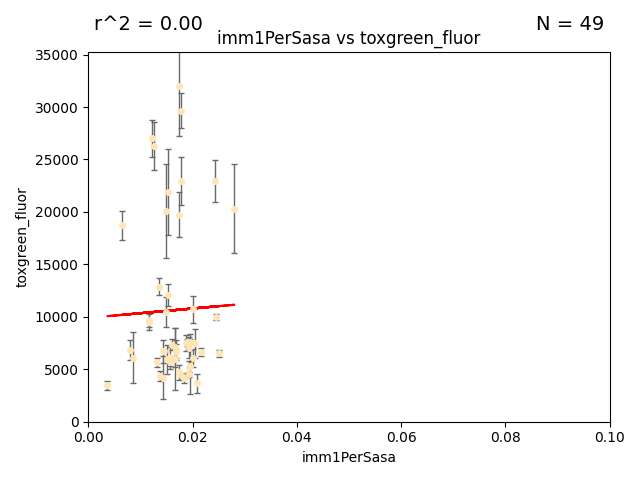 r^2 = 0.00
N = 49
imm1PerSasa vs toxgreen_fluor
35000
30000
25000
20000
15000
10000
5000
0
toxgreen_fluor
0.00
0.02
0.04
0.06
0.08
0.10
imm1PerSasa